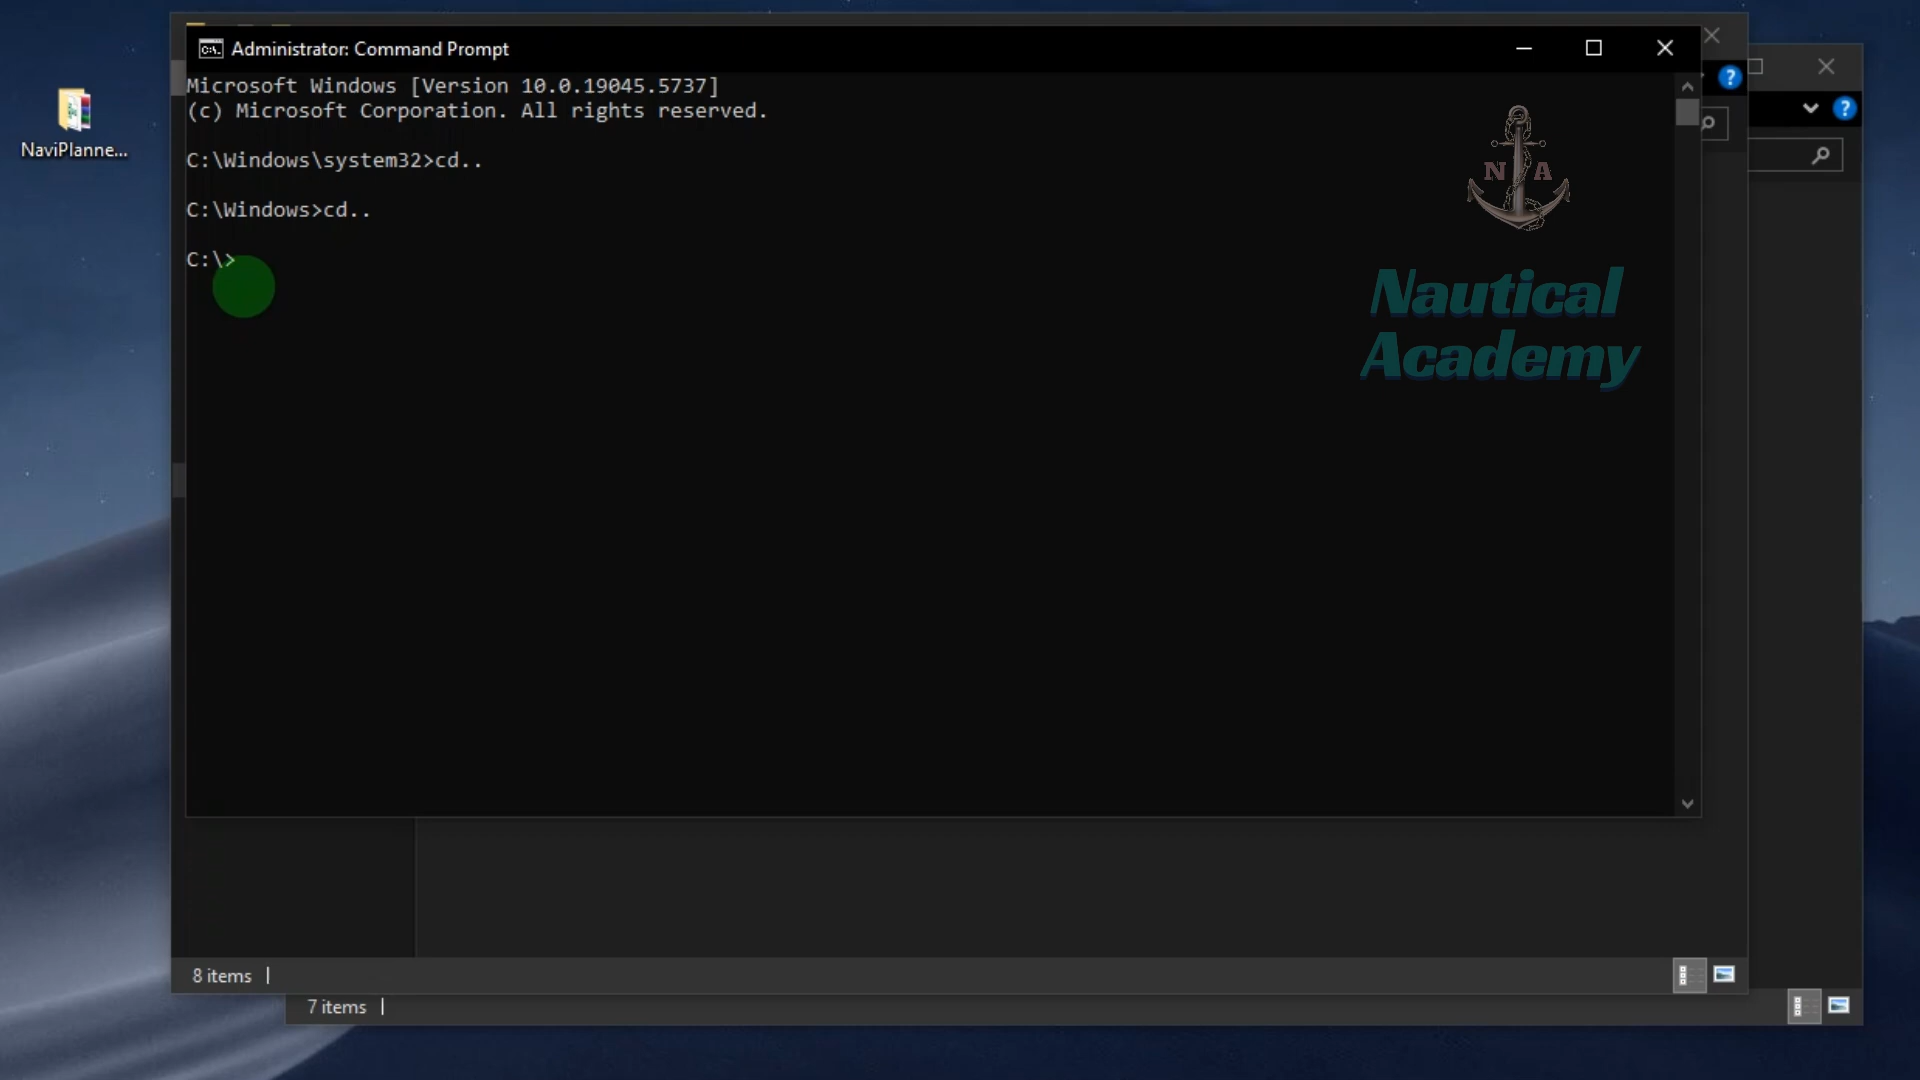 Administrator: Command Prompt
Microsoft Windows [Version 10.0.19045.5737]
(c) Microsoft Corporation. All rights reserved.
C:\Windows\system32>cd..
C:\Windows>cd..
C:\>
NaviPlanne...
N A
Nautical
Academy
8 items
7 items